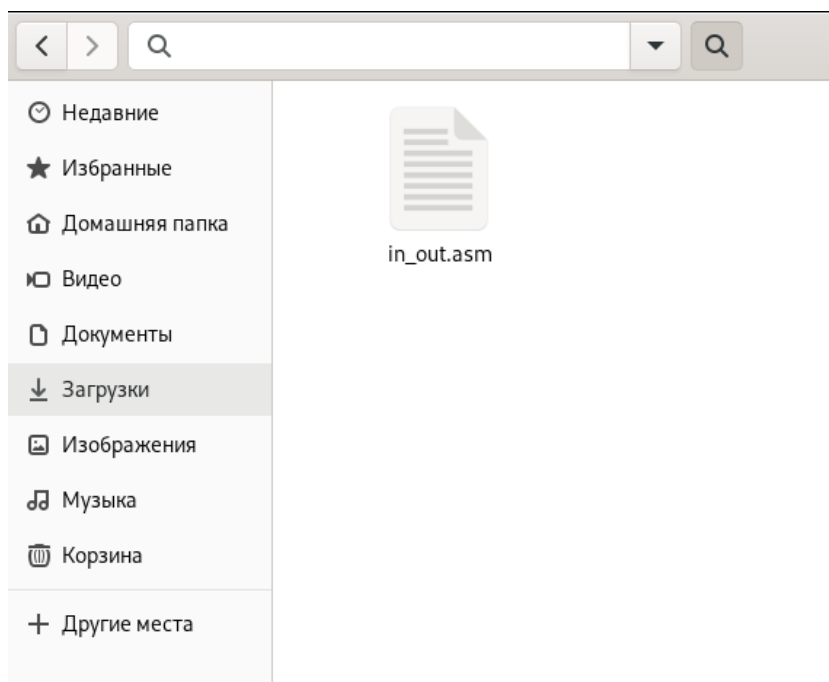 Недавние
Избранные
Домашняя папка
Видео
Документы
Загрузки
Изображения
Музыка
Корзина
Другие места
in_out.asm